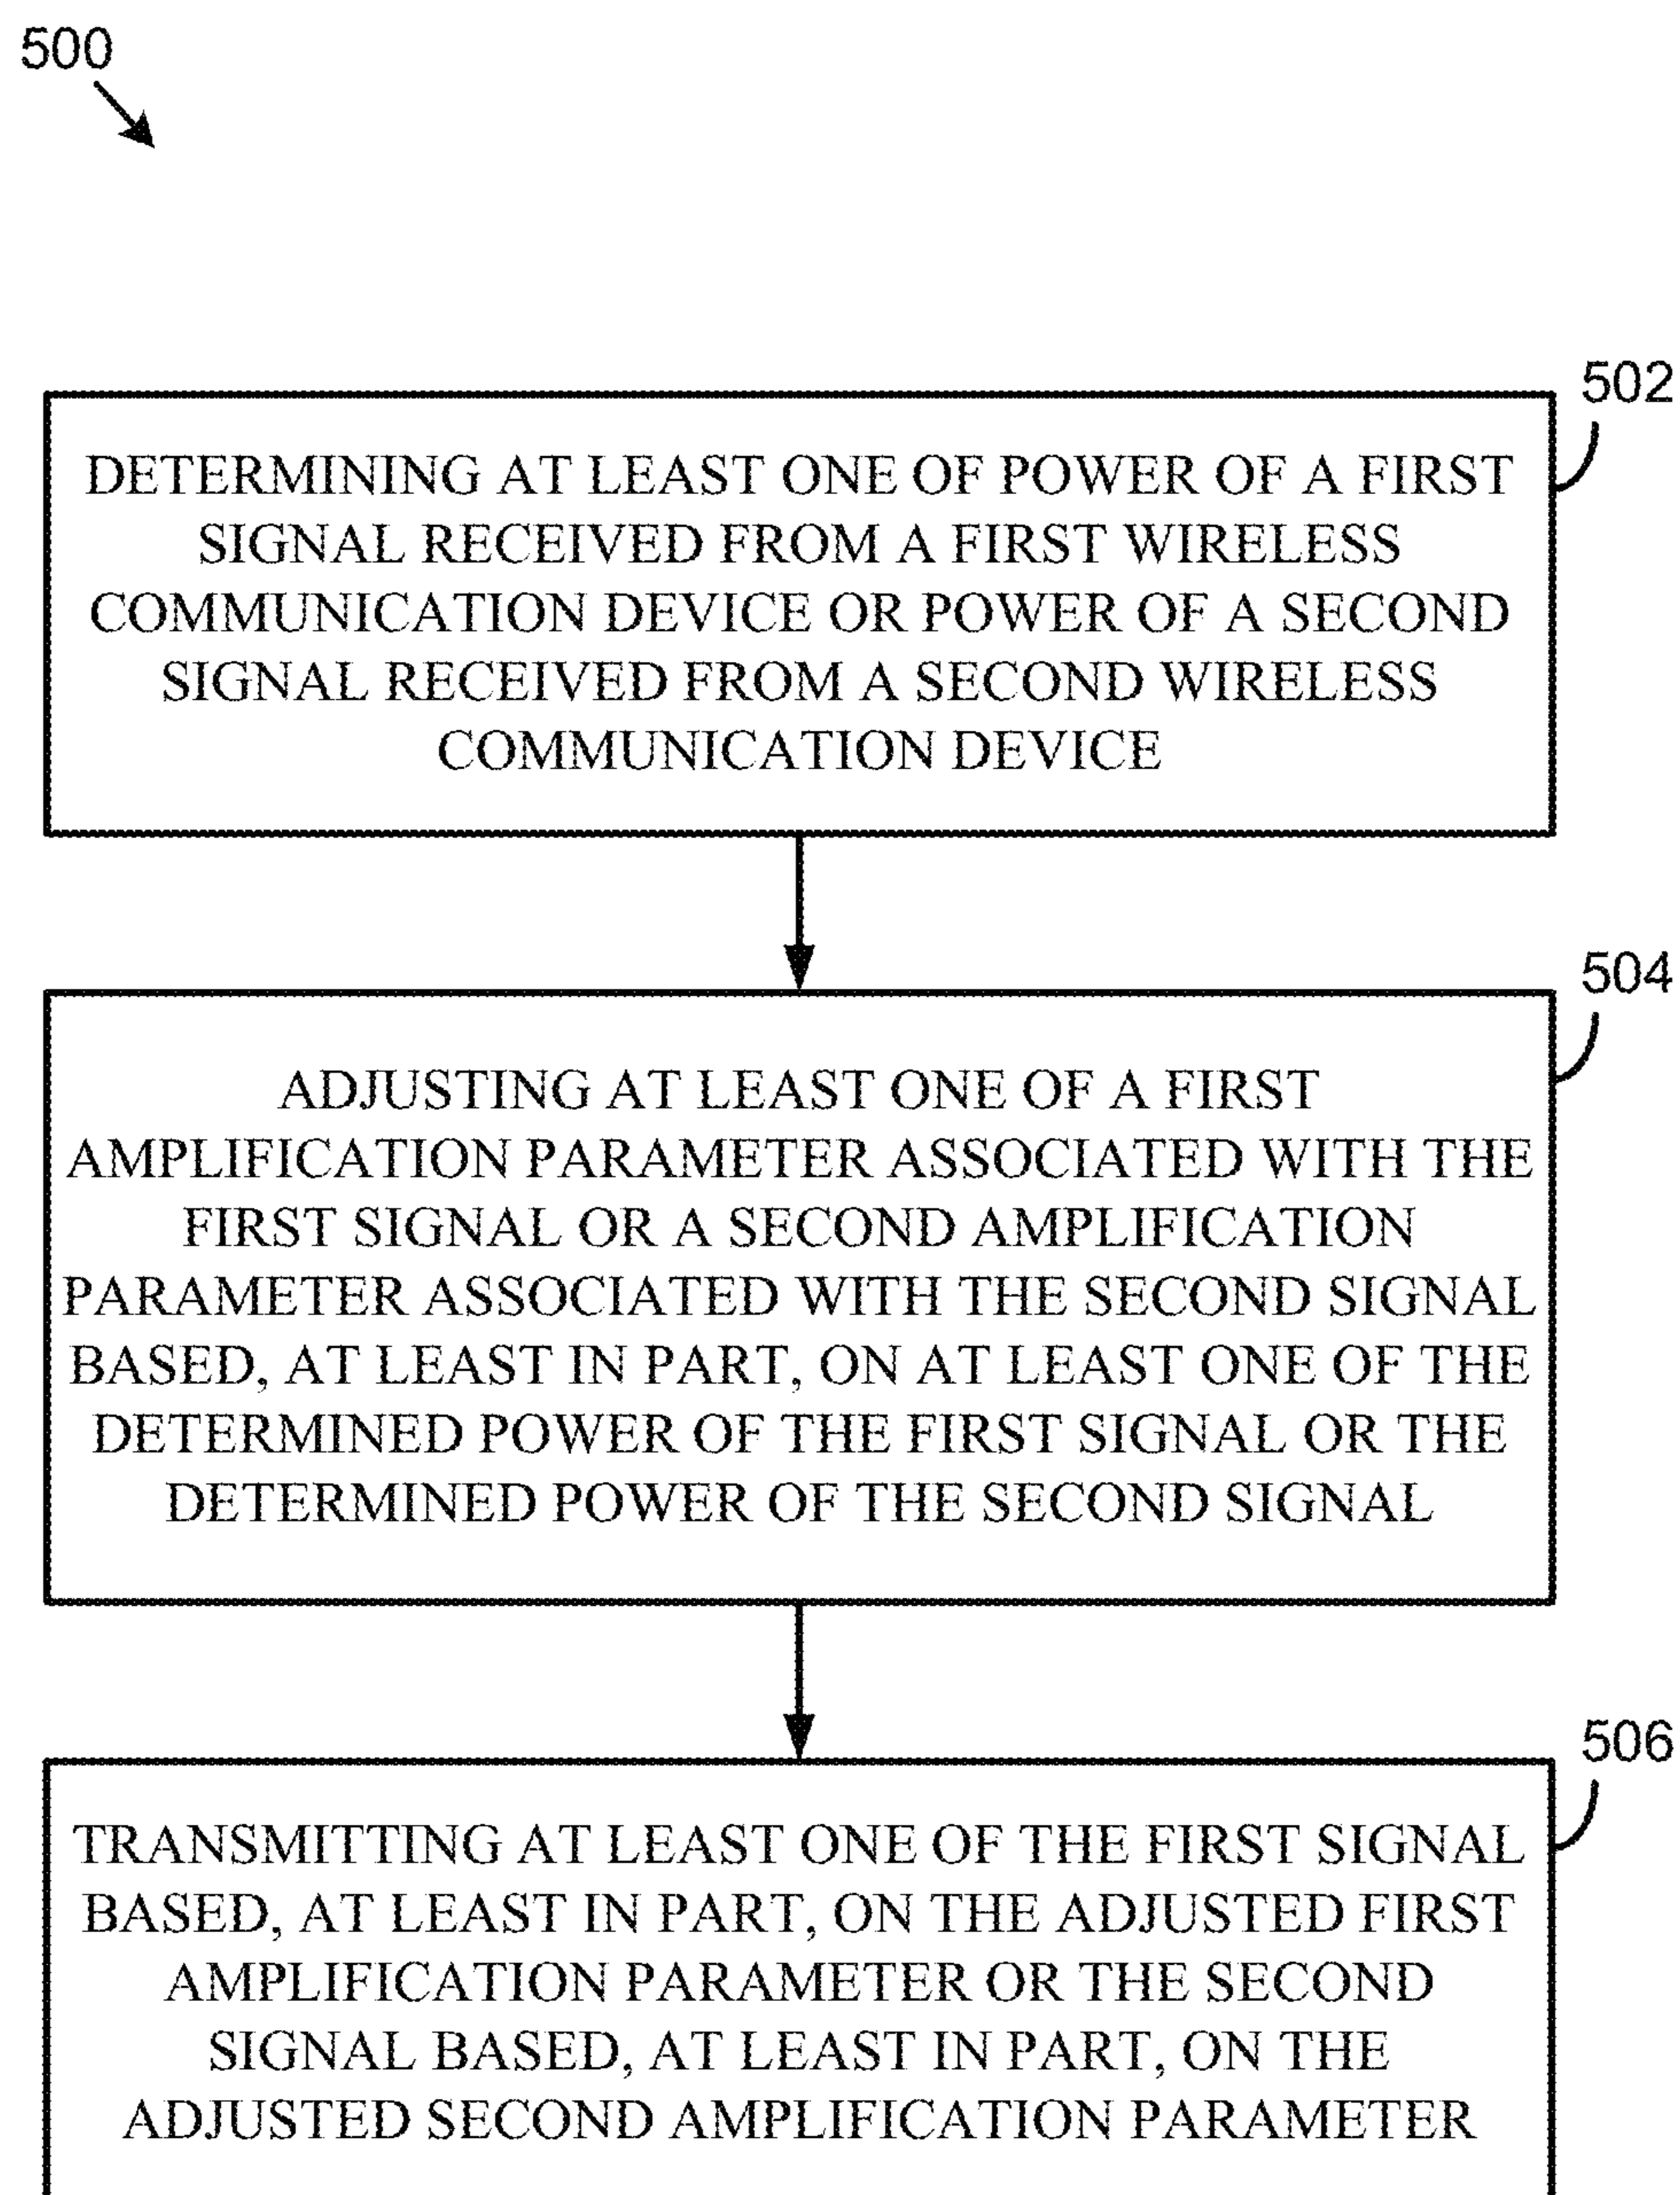 500
502
DETERMINING AT LEAST ONE OF POWER OF A FIRST
SIGNAL RECEIVED FROM A FIRST WIRELESS
COMMUNICATION DEVICE OR POWER OF A SECOND
SIGNAL RECEIVED FROM A SECOND WIRELESS
COMMUNICATION DEVICE
504
ADJUSTING AT LEAST ONE OF A FIRST
AMPLIFICATION PARAMETER ASSOCIATED WITH THE
FIRST SIGNAL OR A SECOND AMPLIFICATION
PARAMETER ASSOCIATED WITH THE SECOND SIGNAL
BASED, AT LEAST IN PART, ON AT LEAST ONE OF THE
DETERMINED POWER OF THE FIRST SIGNAL OR THE
DETERMINED POWER OF THE SECOND SIGNAL
506
TRANSMITTING AT LEAST ONE OF THE FIRST SIGNAL
BASED, AT LEAST IN PART, ON THE ADJUSTED FIRST
AMPLIFICATION PARAMETER OR THE SECOND
SIGNAL BASED, AT LEAST IN PART, ON THE
ADJUSTED SECOND AMPLIFICATION PARAMETER